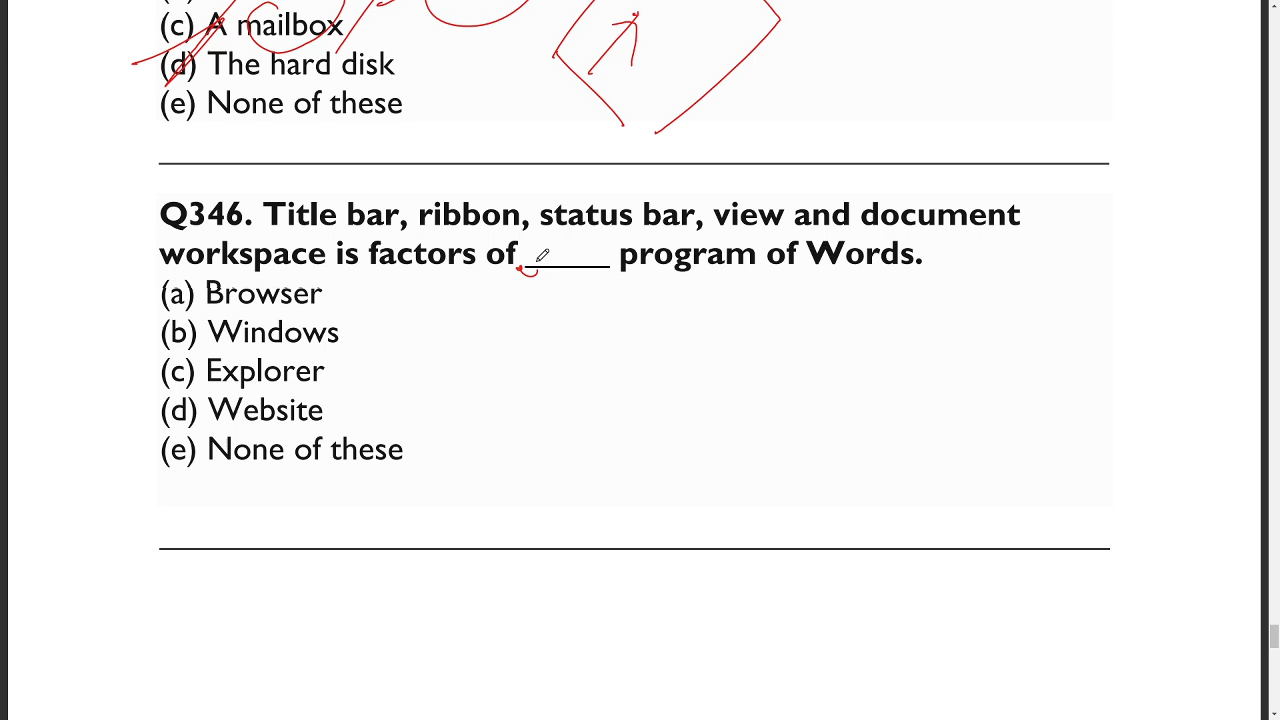 (c) A mailbox
(d) The hard disk
(e) None of these
Q346. Title bar, ribbon, status bar, view and document
workspace is factors of ______ program of Words.
(a) Browser
(b) Windows
(c) Explorer
(d) Website
(e) None of these